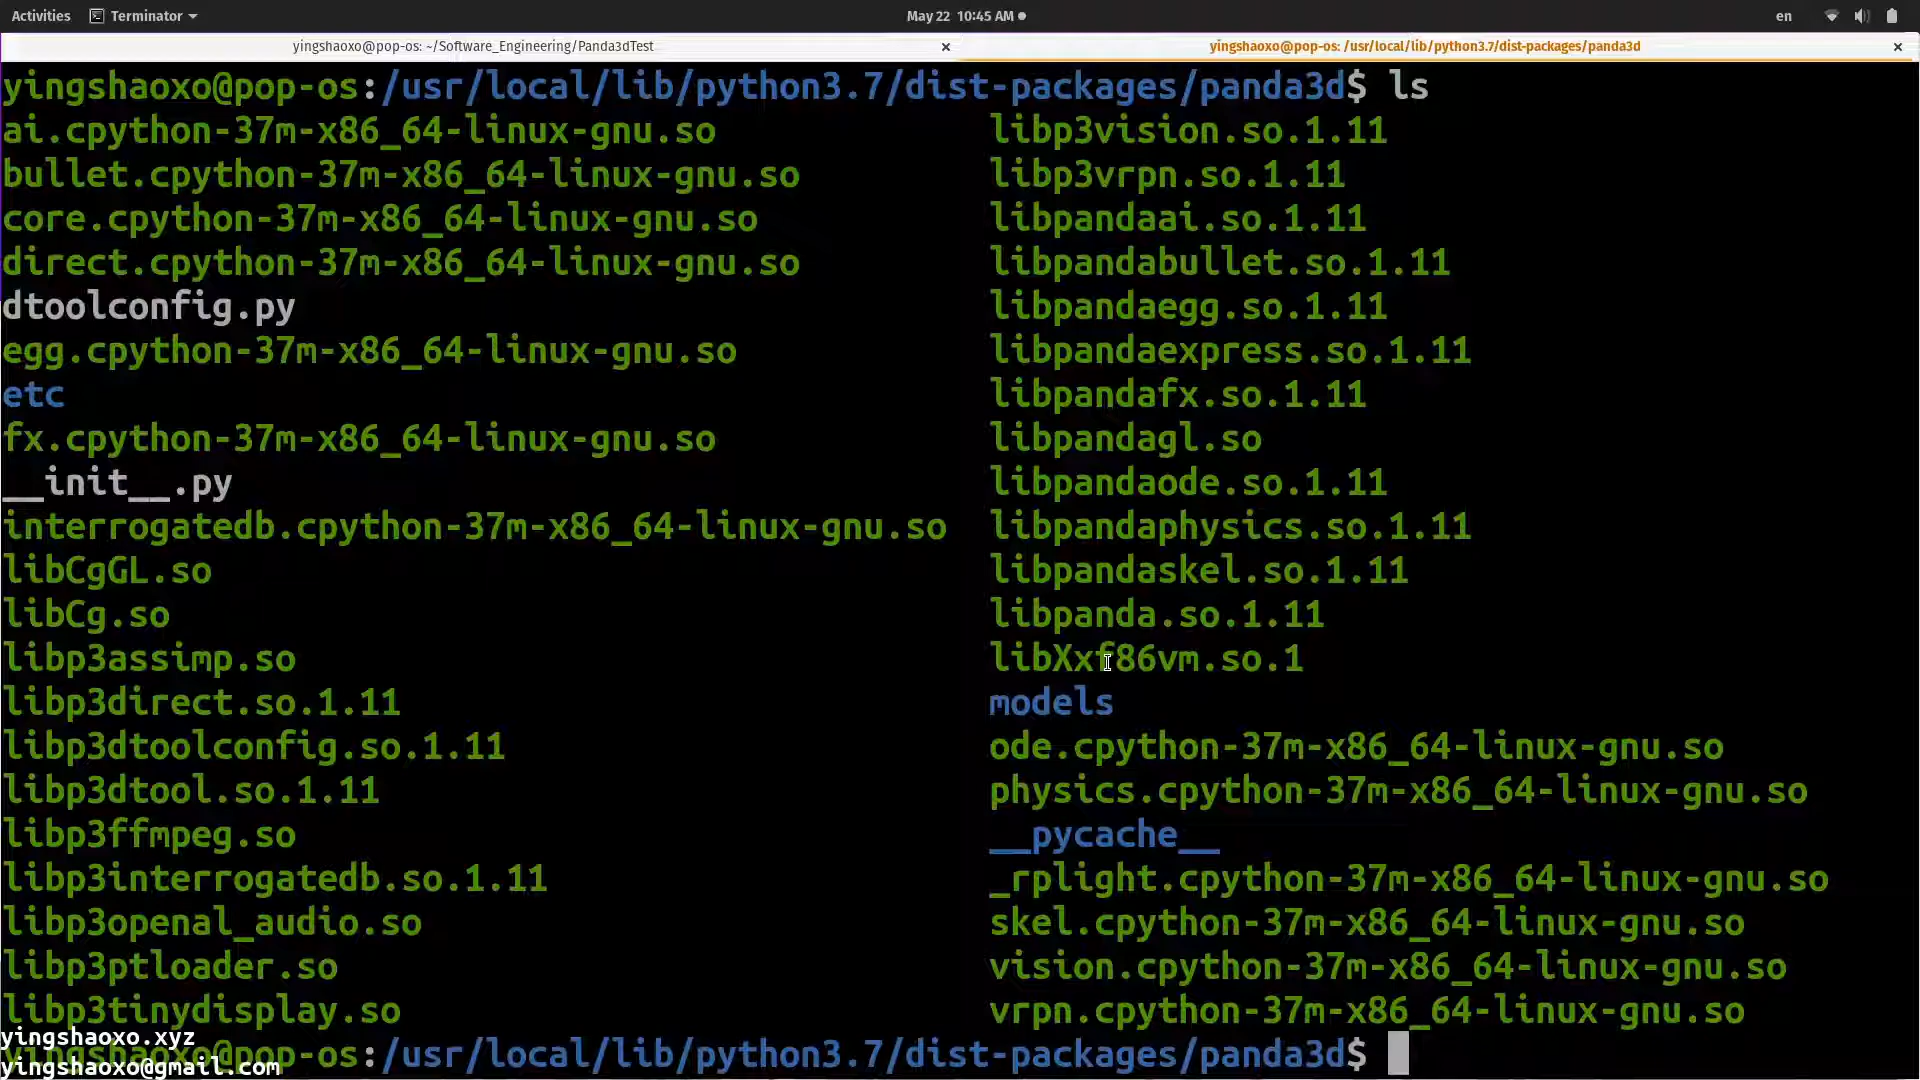 Activities Terminator May 22 10:45 AM en
yingshaoxo@pop-os: ~/Software_Engineering/Panda3dTest × yingshaoxo@pop-os: /usr/local/lib/python3.7/dist-packages/panda3d ×
yingshaoxo@pop-os:/usr/local/lib/python3.7/dist-packages/panda3d$ ls
ai.cpython-37m-x86_64-linux-gnu.so libp3vision.so.1.11
bullet.cpython-37m-x86_64-linux-gnu.so libp3vrpn.so.1.11
core.cpython-37m-x86_64-linux-gnu.so libpandaai.so.1.11
direct.cpython-37m-x86_64-linux-gnu.so libpandabullet.so.1.11
dtoolconfig.py libpandaegg.so.1.11
egg.cpython-37m-x86_64-linux-gnu.so libpandaexpress.so.1.11
etc libpandafx.so.1.11
fx.cpython-37m-x86_64-linux-gnu.so libpandagl.so
__init__.py libpandaode.so.1.11
interrogatedb.cpython-37m-x86_64-linux-gnu.so libpandaphysics.so.1.11
libCgGL.so libpandaskel.so.1.11
libCg.so libpanda.so.1.11
libp3assimp.so libXxf86vm.so.1
libp3direct.so.1.11 models
libp3dtoolconfig.so.1.11 ode.cpython-37m-x86_64-linux-gnu.so
libp3dtool.so.1.11 physics.cpython-37m-x86_64-linux-gnu.so
libp3ffmpeg.so __pycache__
libp3interrogatedb.so.1.11 _rplight.cpython-37m-x86_64-linux-gnu.so
libp3openal_audio.so skel.cpython-37m-x86_64-linux-gnu.so
libp3ptloader.so vision.cpython-37m-x86_64-linux-gnu.so
libp3tinydisplay.so vrpn.cpython-37m-x86_64-linux-gnu.so
yingshaoxo.xyz
yingshaoxo@pop-os:/usr/local/lib/python3.7/dist-packages/panda3d$
yingshaoxo@gmail.com